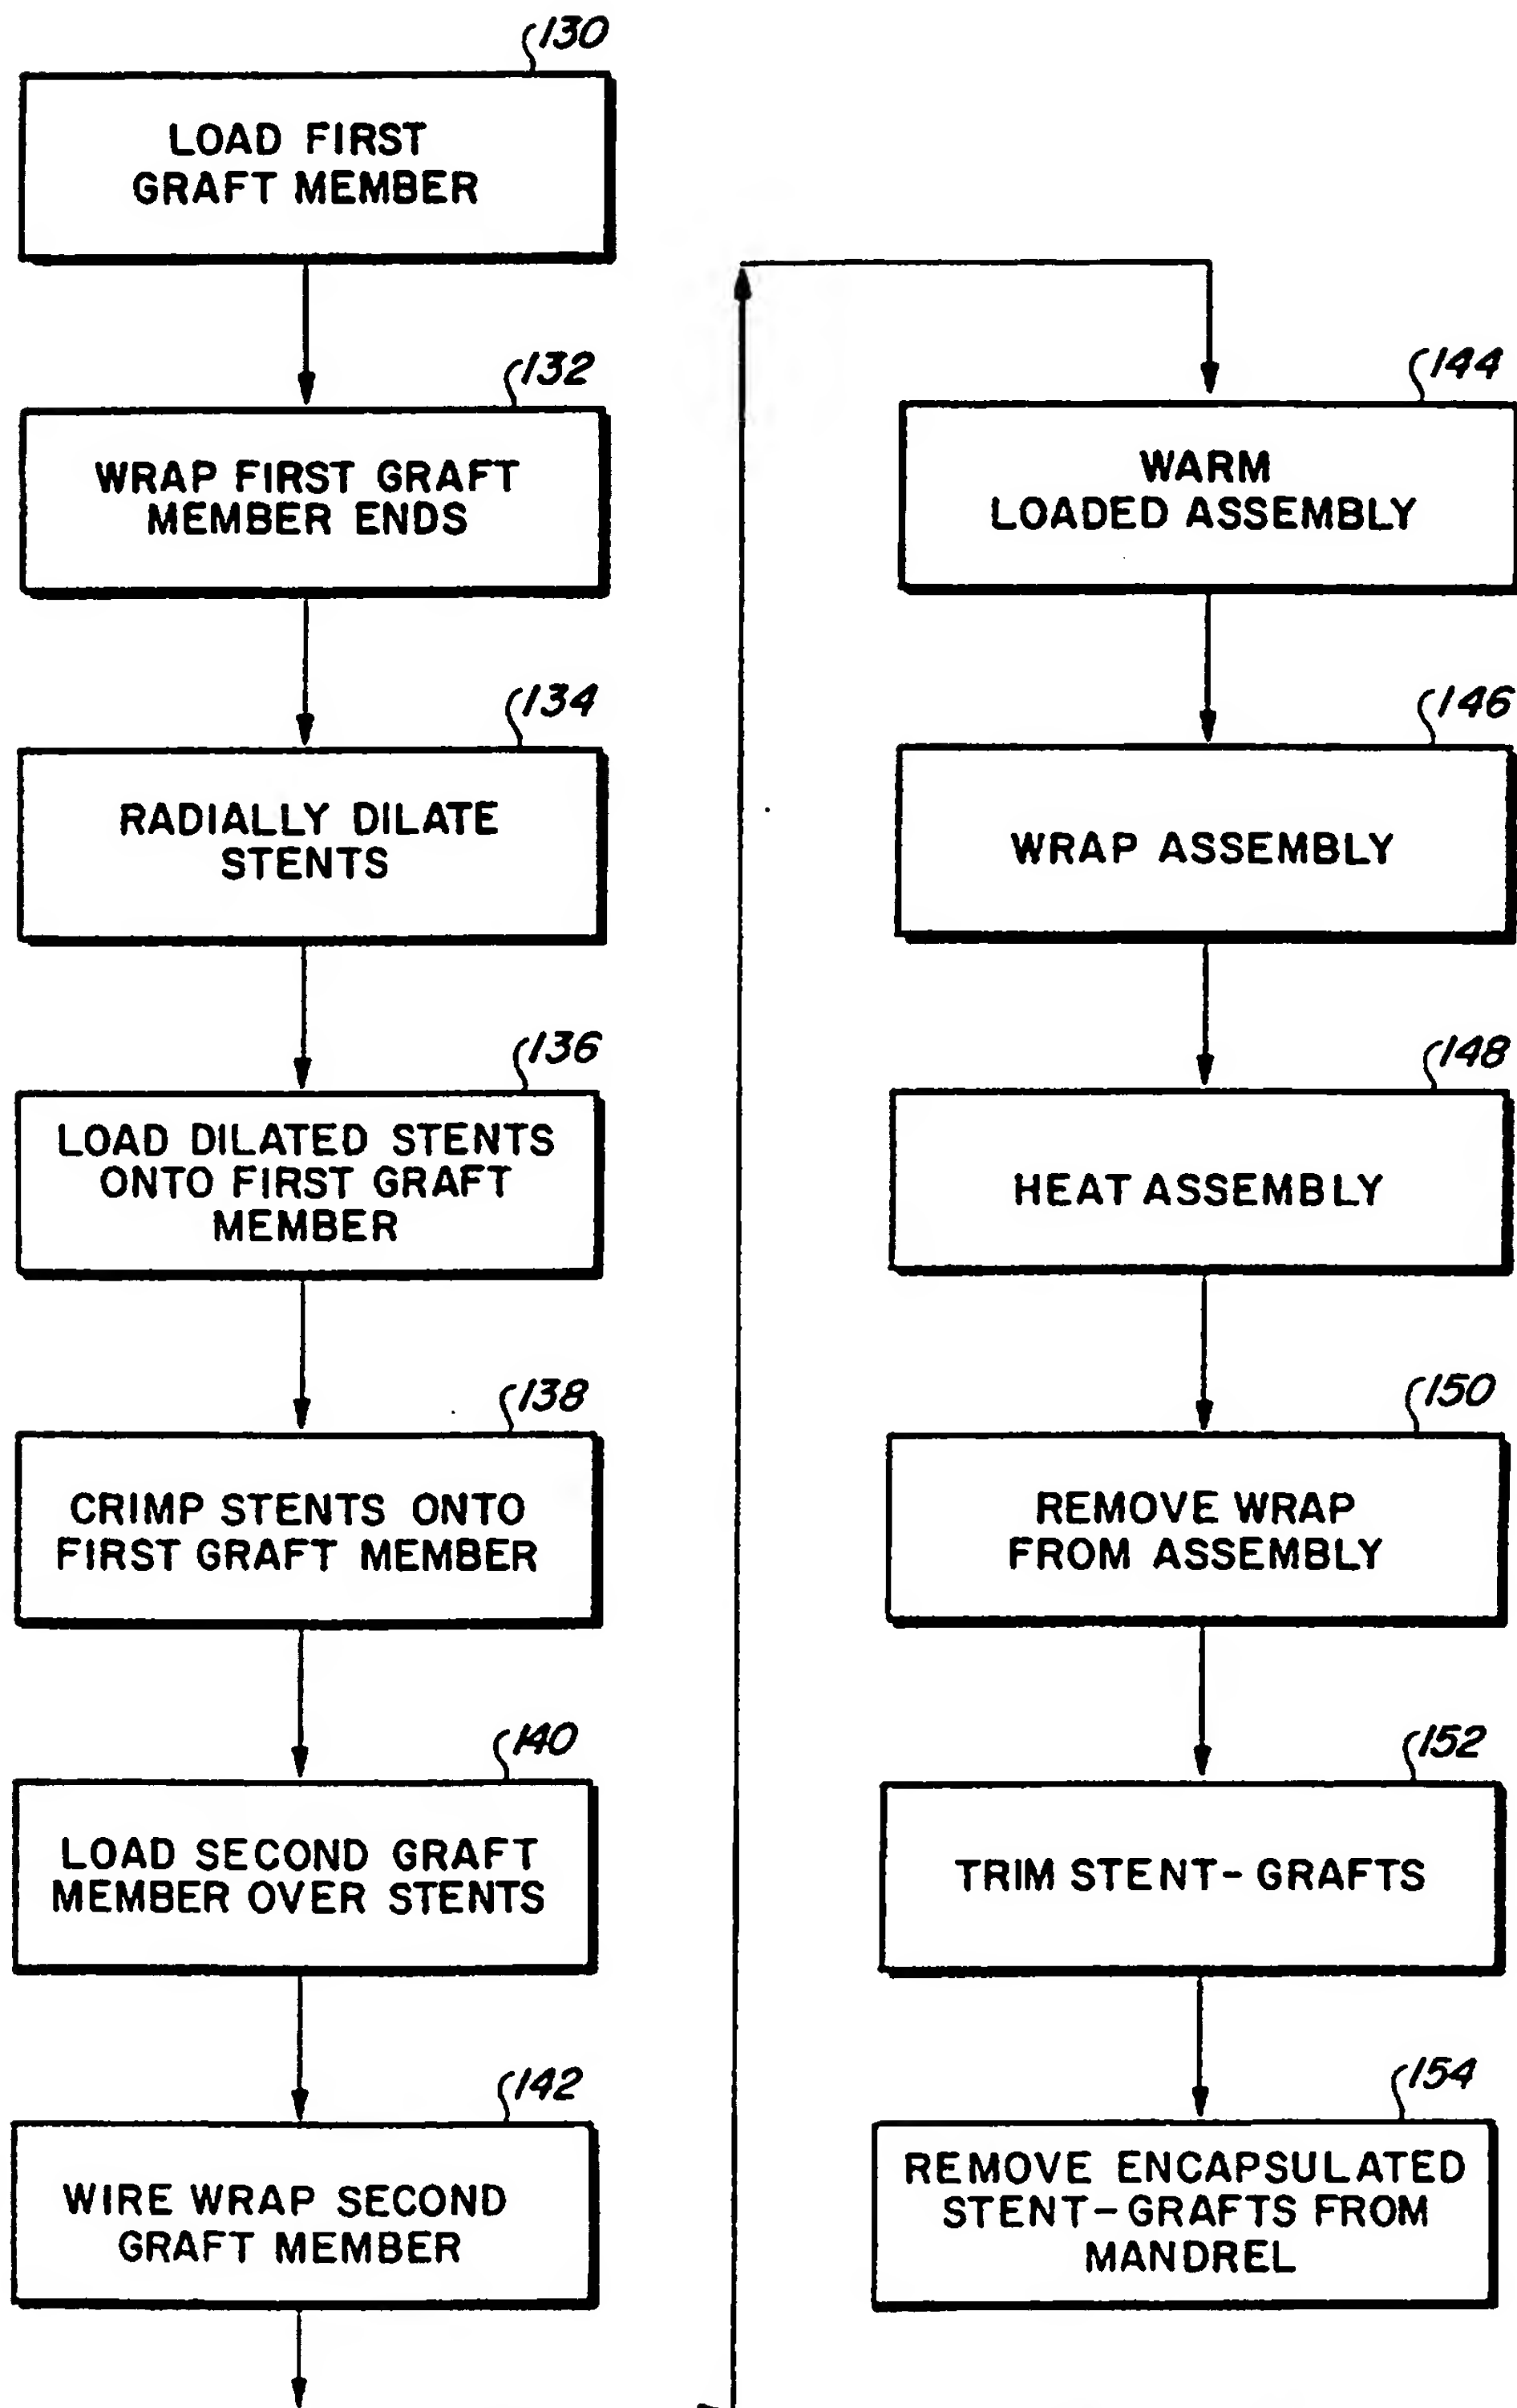 130
LOAD FIRST
GRAFT MEMBER
132
WRAP FIRST GRAFT
MEMBER ENDS
134
RADIALLY DILATE
STENTS
136
LOAD DILATED STENTS
ONTO FIRST GRAFT
MEMBER
138
CRIMP STENTS ONTO
FIRST GRAFT MEMBER
140
LOAD SECOND GRAFT
MEMBER OVER STENTS
142
WIRE WRAP SECOND
GRAFT MEMBER
144
WARM
LOADED ASSEMBLY
146
WRAP ASSEMBLY
148
HEAT ASSEMBLY
150
REMOVE WRAP
FROM ASSEMBLY
152
TRIM STENT-GRAFTS
154
REMOVE ENCAPSULATED
STENT-GRAFTS FROM
MANDREL